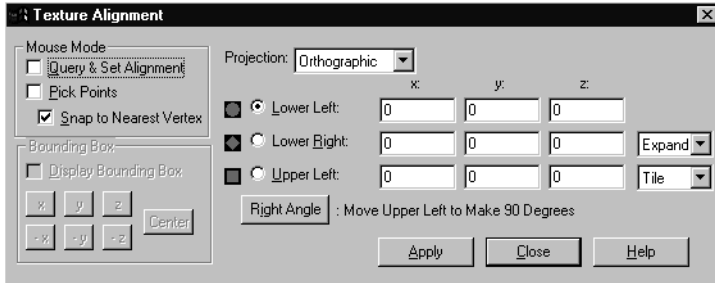 Texture Alignment
Mouse Mode
Query & Set Alignment
Pick Points
Snap to Nearest Vertex
Bounding Box
Display Bounding Box
x y z
Center
-x -y -z
Projection: Orthographic
x: y: z:
Lower Left: 0 0 0
Lower Right: 0 0 0 Expand
Upper Left: 0 0 0 Tile
Right Angle : Move Upper Left to Make 90 Degrees
Apply Close Help